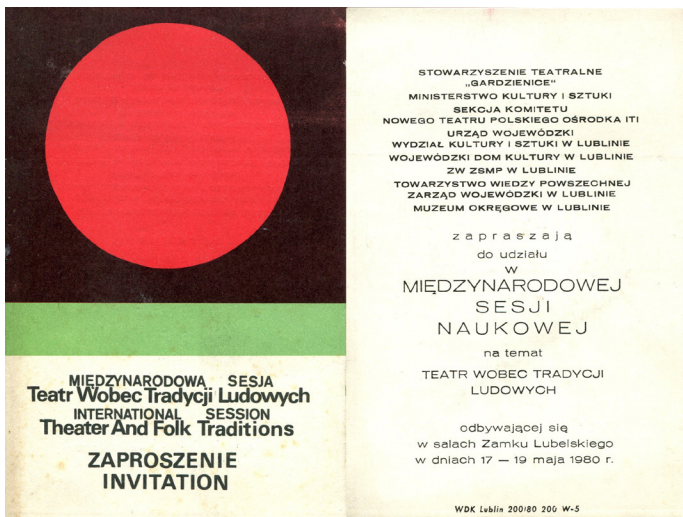 MIĘDZYNARODOWA SESJA
Teatr Wobec Tradycji Ludowych
INTERNATIONAL SESSION
Theater And Folk Traditions
ZAPROSZENIE
INVITATION
STOWARZYSZENIE TEATRALNE
„GARDZIENICE"
MINISTERSTWO KULTURY I SZTUKI
SEKCJA KOMITETU
NOWEGO TEATRU POLSKIEGO OŚRODKA ITI
URZĄD WOJEWÓDZKI
WYDZIAŁ KULTURY I SZTUKI W LUBLINIE
WOJEWÓDZKI DOM KULTURY W LUBLINIE
ZW ZSMP W LUBLINIE
TOWARZYSTWO WIEDZY POWSZECHNEJ
ZARZĄD WOJEWÓDZKI W LUBLINIE
MUZEUM OKRĘGOWE W LUBLINIE
zapraszają
do udziału
w
MIĘDZYNARODOWEJ
SESJI
NAUKOWEJ
na temat
TEATR WOBEC TRADYCJI
LUDOWYCH
odbywającej się
w salach Zamku Lubelskiego
w dniach 17 — 19 maja 1980 r.
WDK Lublin 200/80 200 W-5